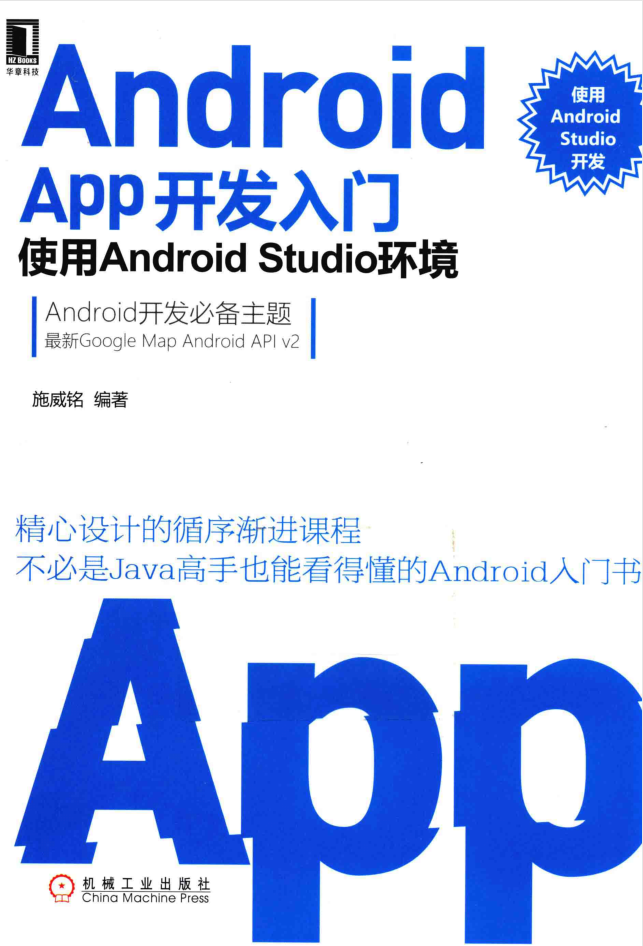 HZ BOOKS
华章科技
Android
App 开发入门
使用Android Studio环境
使用
Android
Studio
开发
Android开发必备主题
最新Google Map Android API v2
施威铭 编著
精心设计的循序渐进课程
不必是Java高手也能看得懂的Android入门书
App
机械工业出版社
China Machine Press